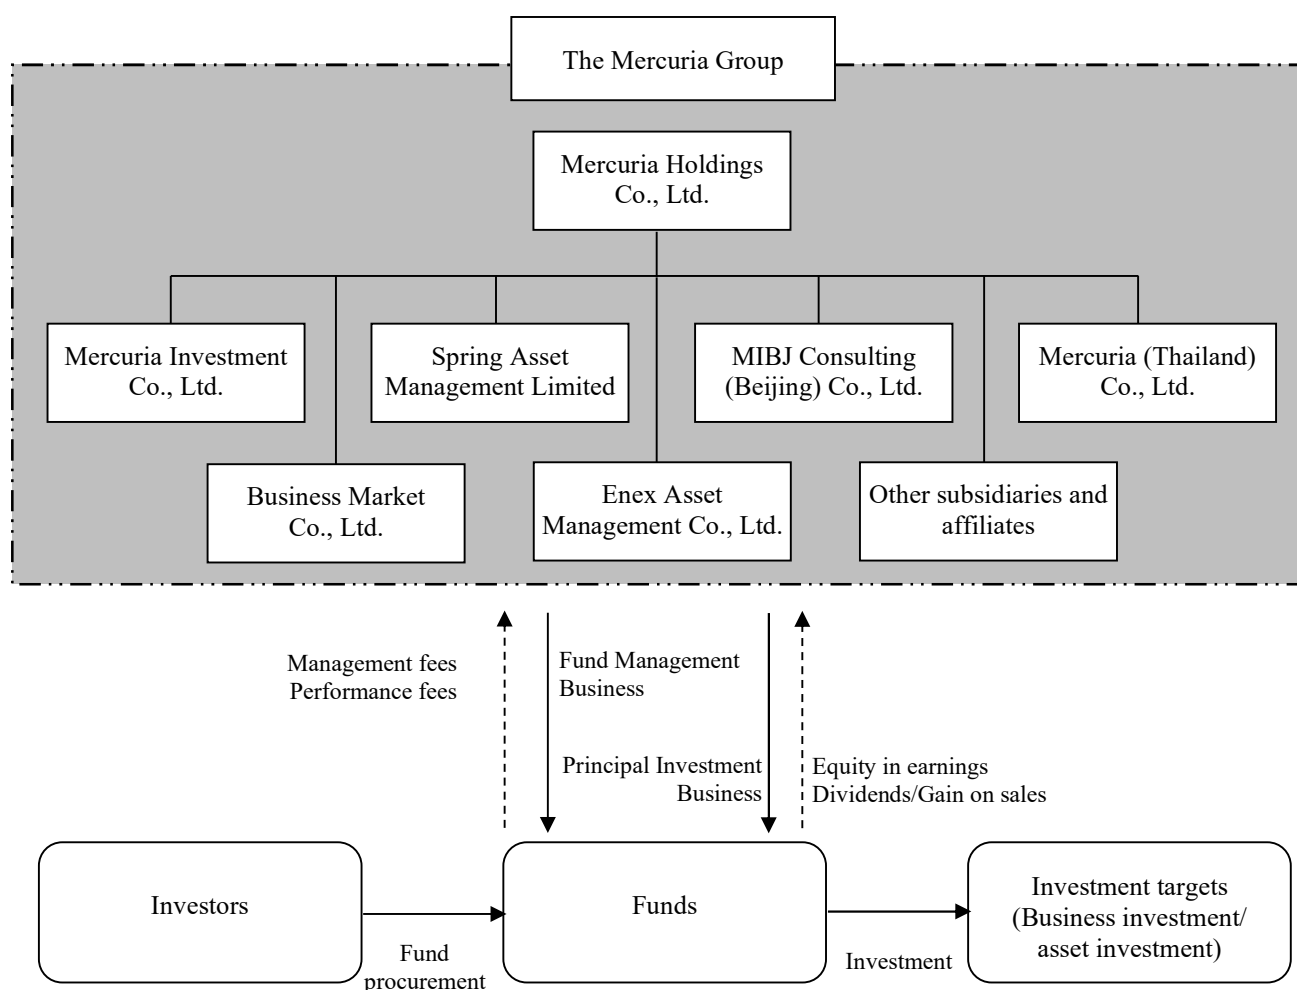 The Mercuria Group
Mercuria Holdings
Co., Ltd.
Mercuria Investment
Co., Ltd.
Spring Asset
Management Limited
MIBJ Consulting
(Beijing) Co., Ltd.
Mercuria (Thailand)
Co., Ltd.
Business Market
Co., Ltd.
Enex Asset
Management Co., Ltd.
Other subsidiaries and
affiliates
Management fees
Performance fees
Fund Management
Business
Principal Investment
Business
Equity in earnings
Dividends/Gain on sales
Investors
Fund
procurement
Funds
Investment
Investment targets
(Business investment/
asset investment)